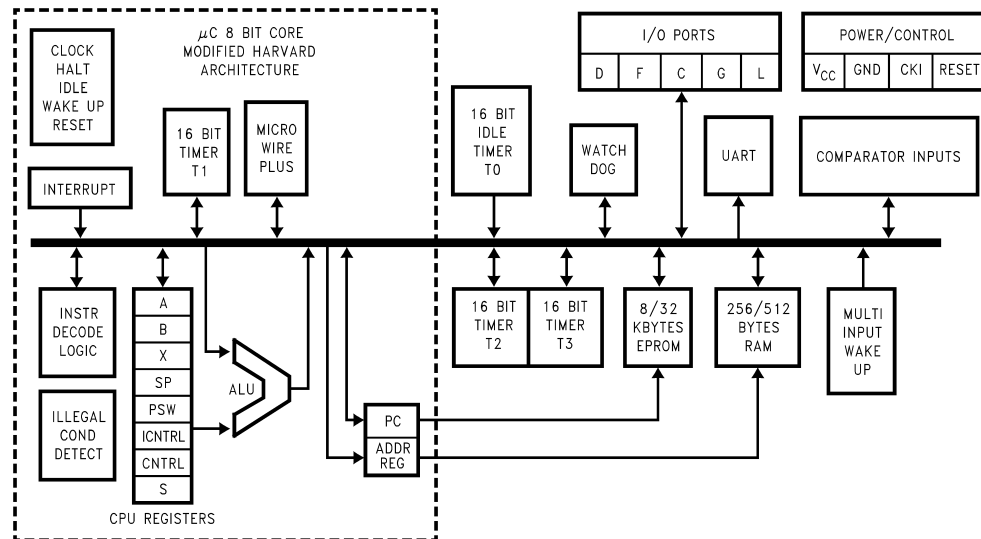 μC 8 BIT CORE
MODIFIED HARVARD
ARCHITECTURE
CLOCK
HALT
IDLE
WAKE UP
RESET
16 BIT
TIMER
T1
MICRO
WIRE
PLUS
INTERRUPT
16 BIT
IDLE
TIMER
T0
WATCH
DOG
I/O PORTS
D F C G L
UART
POWER/CONTROL
VCC GND CKI RESET
COMPARATOR INPUTS
INSTR
DECODE
LOGIC
ILLEGAL
COND
DETECT
A
B
X
SP
PSW
ICNTRL
CNTRL
S
CPU REGISTERS
ALU
PC
ADDR
REG
16 BIT
TIMER
T2
16 BIT
TIMER
T3
8/32
KBYTES
EPROM
256/512
BYTES
RAM
MULTI
INPUT
WAKE
UP